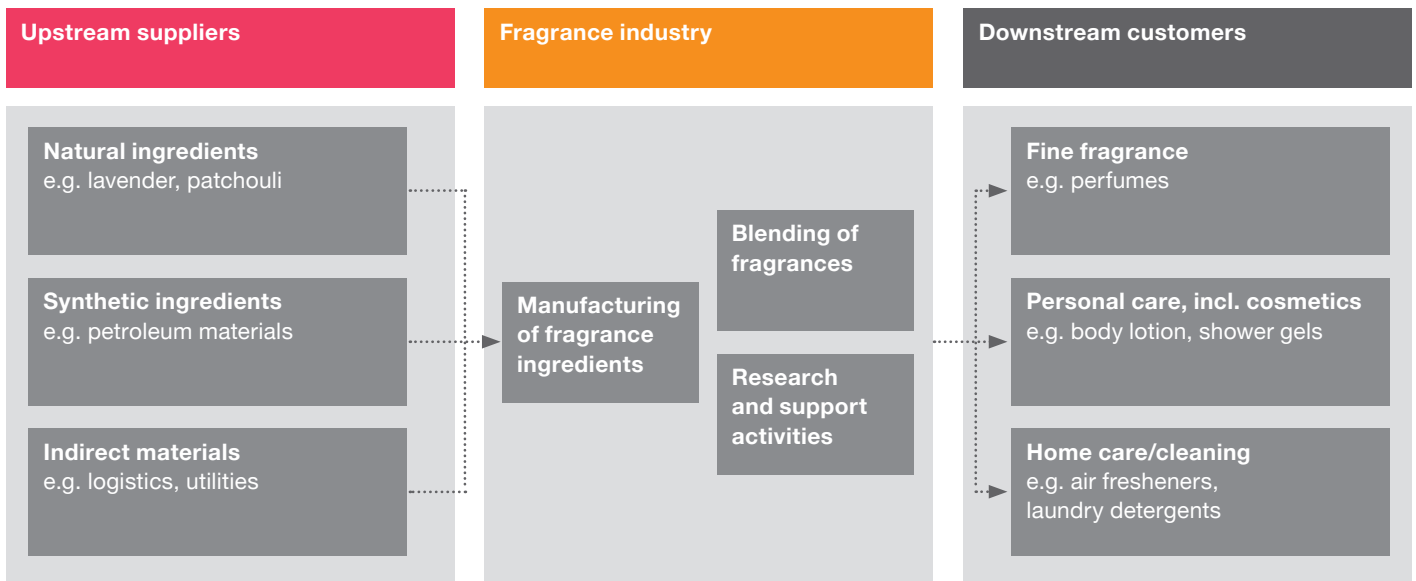 Upstream suppliers
Natural ingredients
e.g. lavender, patchouli
Synthetic ingredients
e.g. petroleum materials
Indirect materials
e.g. logistics, utilities
Fragrance industry
Manufacturing
of fragrance
ingredients
Blending of
fragrances
Research
and support
activities
Downstream customers
Fine fragrance
e.g. perfumes
Personal care, incl. cosmetics
e.g. body lotion, shower gels
Home care/cleaning
e.g. air fresheners,
laundry detergents